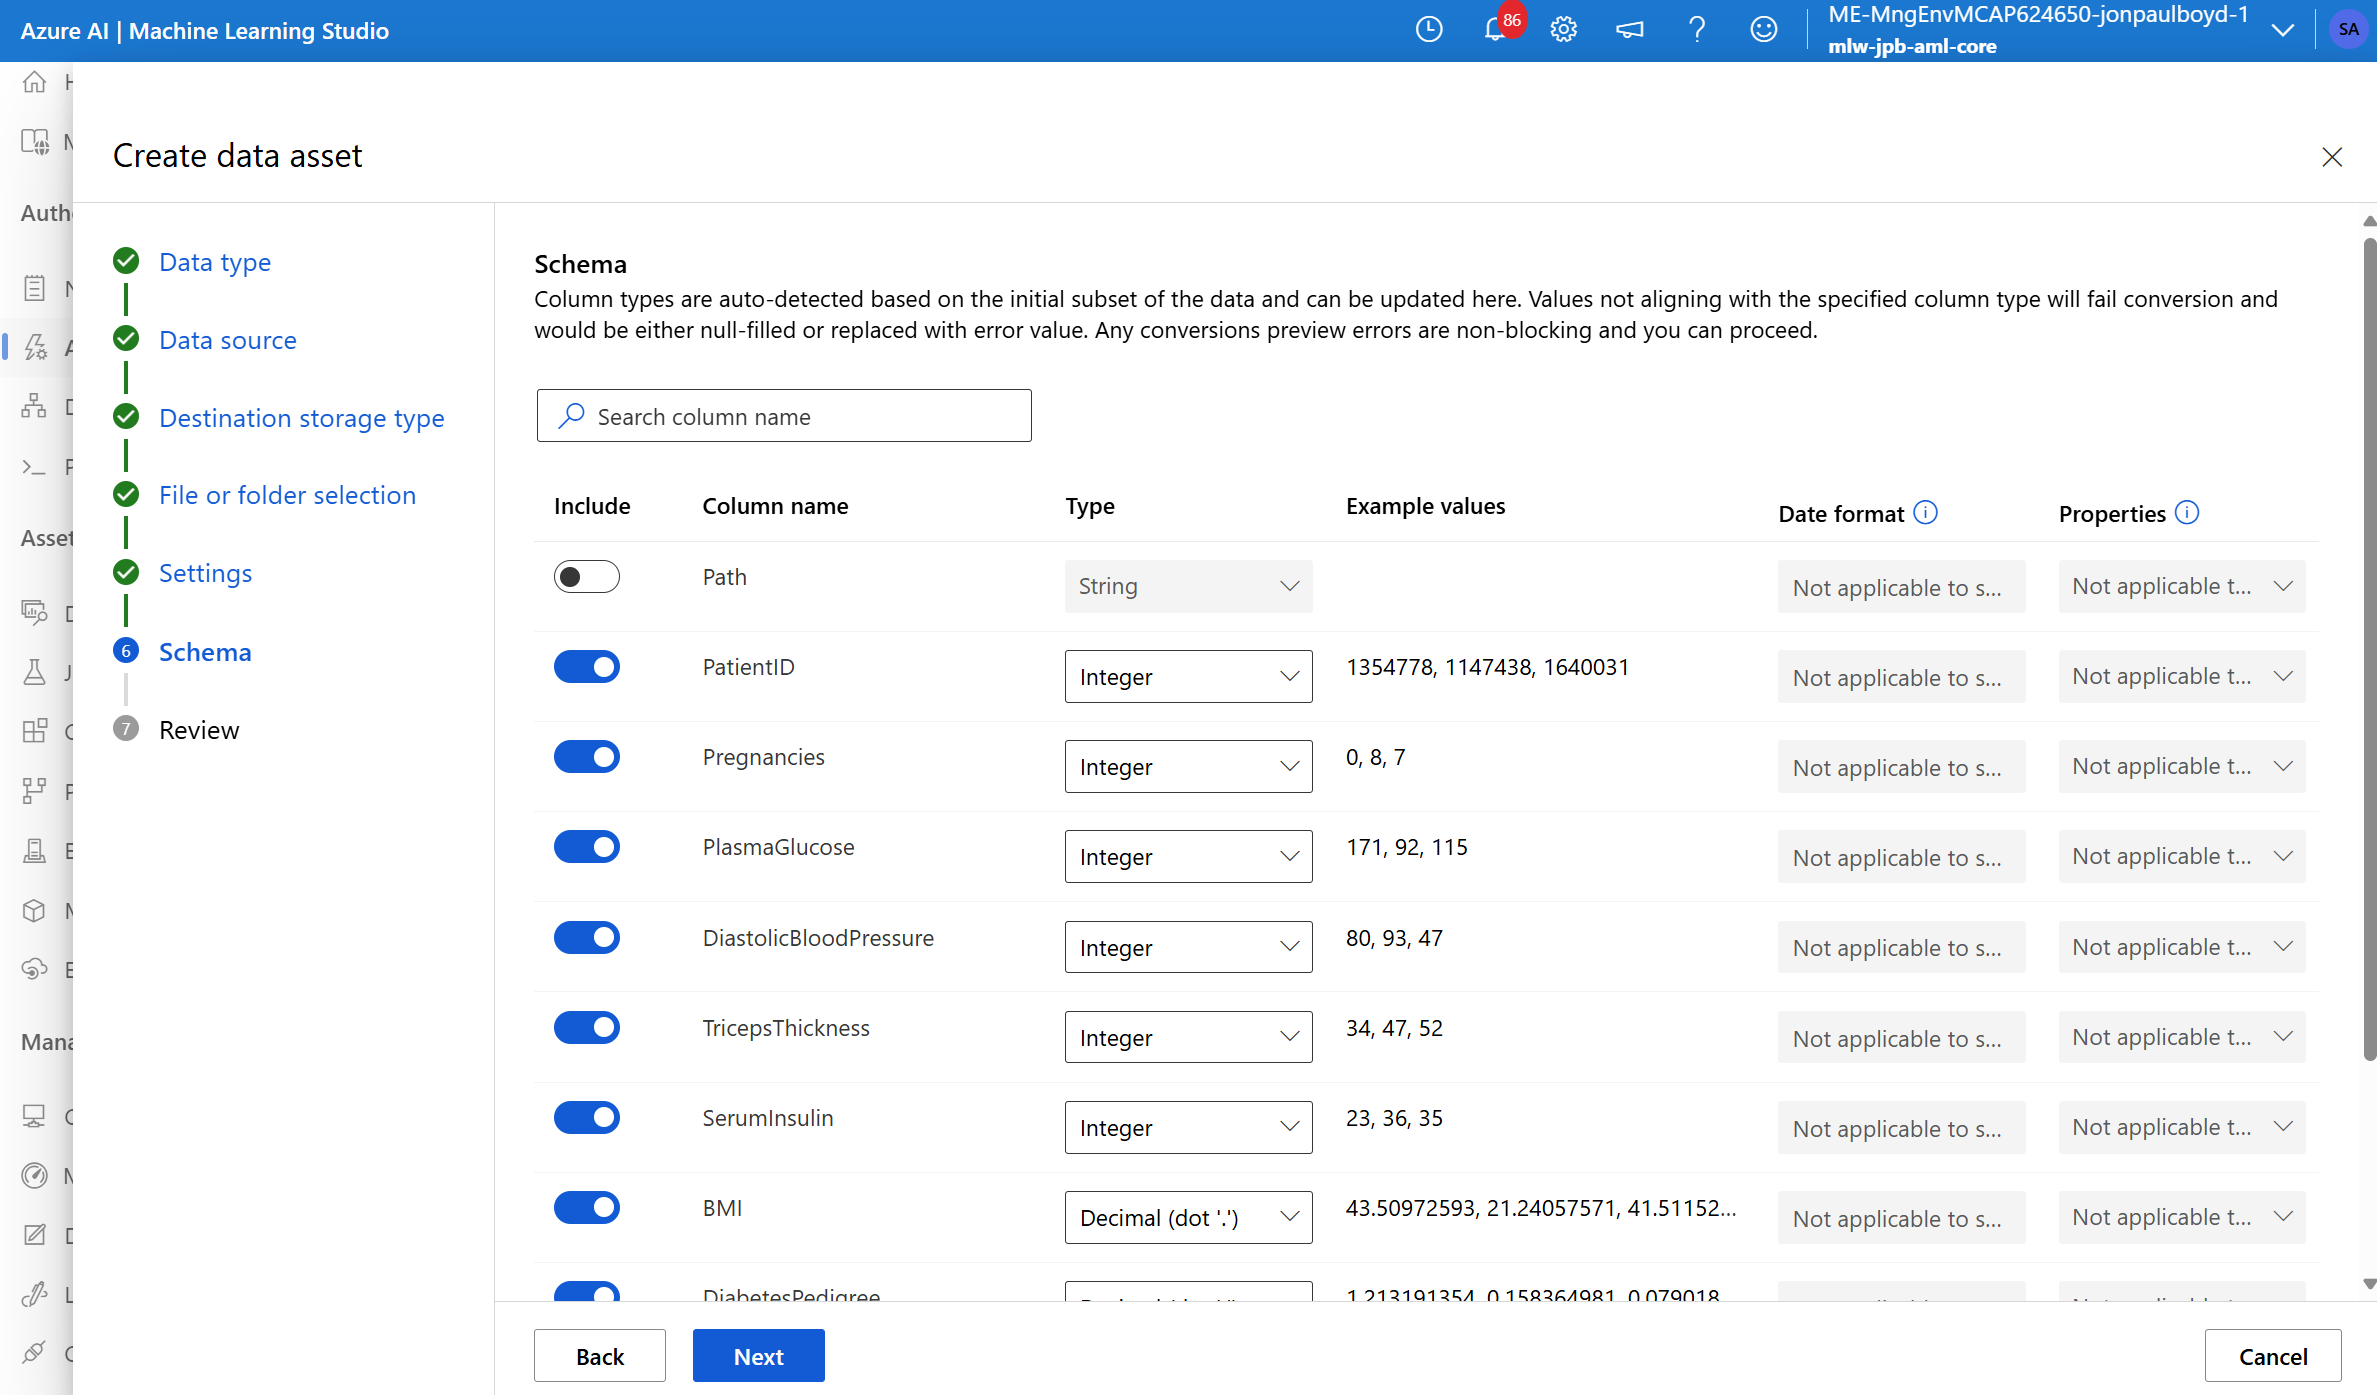 Azure AI | Machine Learning Studio
86
ME-MngEnvMCAP624650-jonpaulboyd-1
mlw-jpb-aml-core
SA
Create data asset
Data type
Data source
Destination storage type
File or folder selection
Settings
6 Schema
7 Review
Schema
Column types are auto-detected based on the initial subset of the data and can be updated here. Values not aligning with the specified column type will fail conversion and
would be either null-filled or replaced with error value. Any conversions preview errors are non-blocking and you can proceed.
Search column name
Include Column name Type Example values Date format Properties
Path String Not applicable to s... Not applicable t...
PatientID Integer 1354778, 1147438, 1640031 Not applicable to s... Not applicable t...
Pregnancies Integer 0, 8, 7 Not applicable to s... Not applicable t...
PlasmaGlucose Integer 171, 92, 115 Not applicable to s... Not applicable t...
DiastolicBloodPressure Integer 80, 93, 47 Not applicable to s... Not applicable t...
TricepsThickness Integer 34, 47, 52 Not applicable to s... Not applicable t...
SerumInsulin Integer 23, 36, 35 Not applicable to s... Not applicable t...
BMI Decimal (dot '.') 43.50972593, 21.24057571, 41.51152... Not applicable to s... Not applicable t...
DiabetesPedigree 1.213191354, 0.158364981, 0.079018
Back Next Cancel